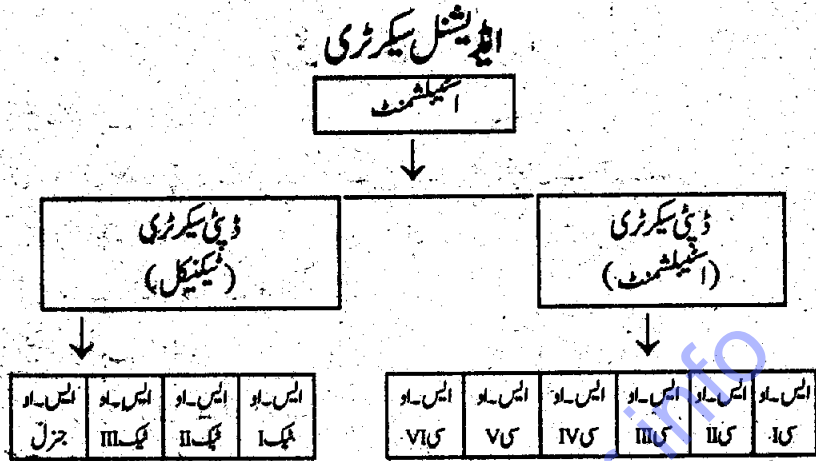 ایڈیشنل سیکرٹری
اسٹیبلشمنٹ
ڈپٹی سیکرٹری
(اسٹیبلشمنٹ)
ڈپٹی سیکرٹری
(ٹیکنیکل)
ایس۔او
سی I
ایس۔او
سی II
ایس۔او
سی III
ایس۔او
سی IV
ایس۔او
سی V
ایس۔او
سی VI
ایس۔او
ٹیک I
ایس۔او
ٹیک II
ایس۔او
ٹیک III
ایس۔او
جنرل
.info